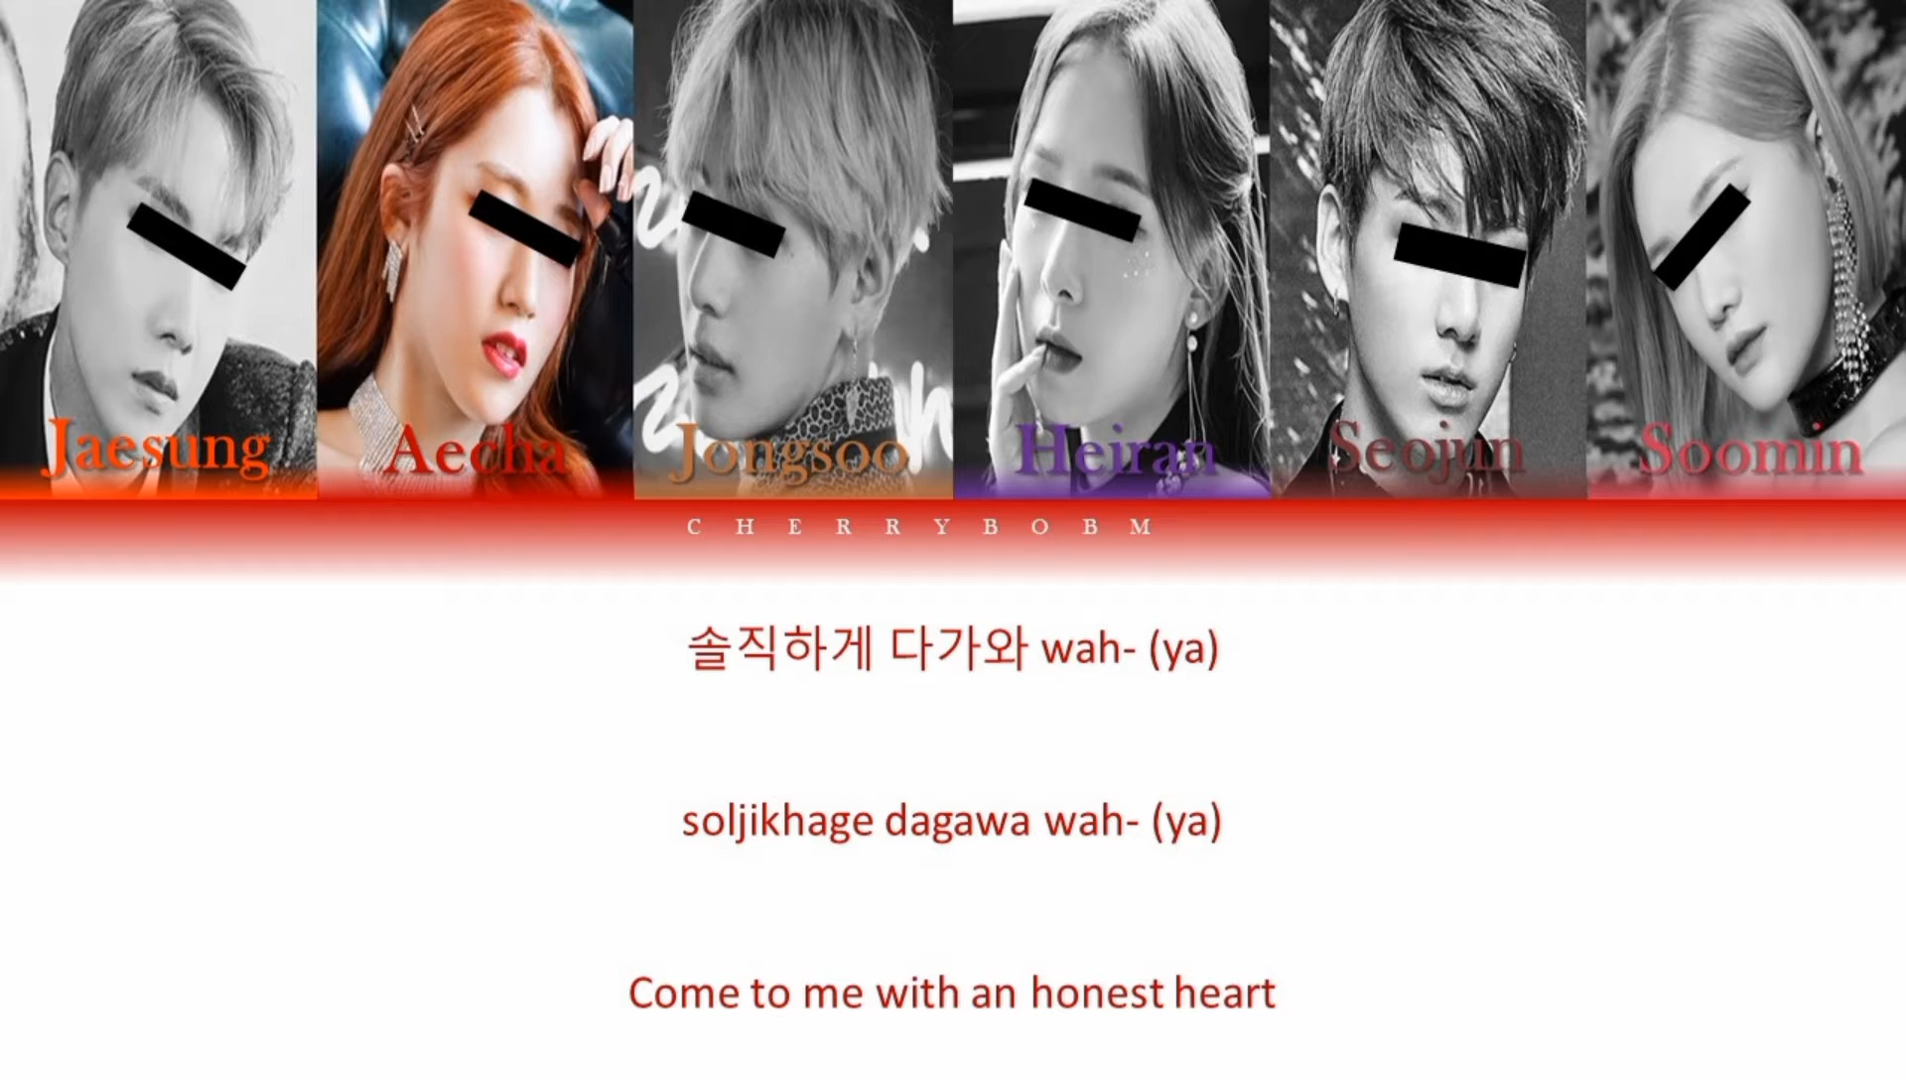 Jaesung Aecha Jongsoo Heiran Seojun Soomin
CHERRYBOBM
솔직하게 다가와 wah- (ya)
soljikhage dagawa wah- (ya)
Come to me with an honest heart